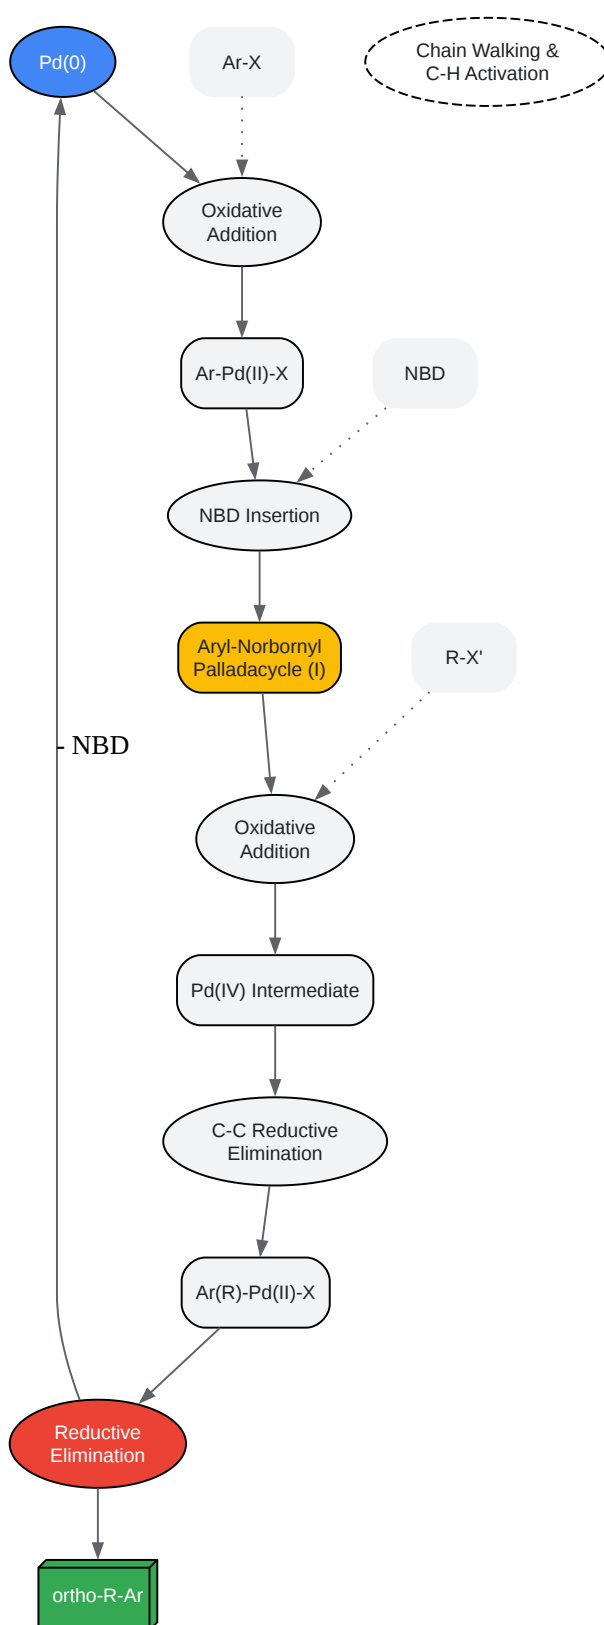 Pd(0)
Ar-X
Chain Walking &
C-H Activation
Oxidative
Addition
Ar-Pd(II)-X
NBD
NBD Insertion
Aryl-Norbornyl
Palladacycle (I)
R-X'
- NBD
Oxidative
Addition
Pd(IV) Intermediate
C-C Reductive
Elimination
Ar(R)-Pd(II)-X
Reductive
Elimination
ortho-R-Ar